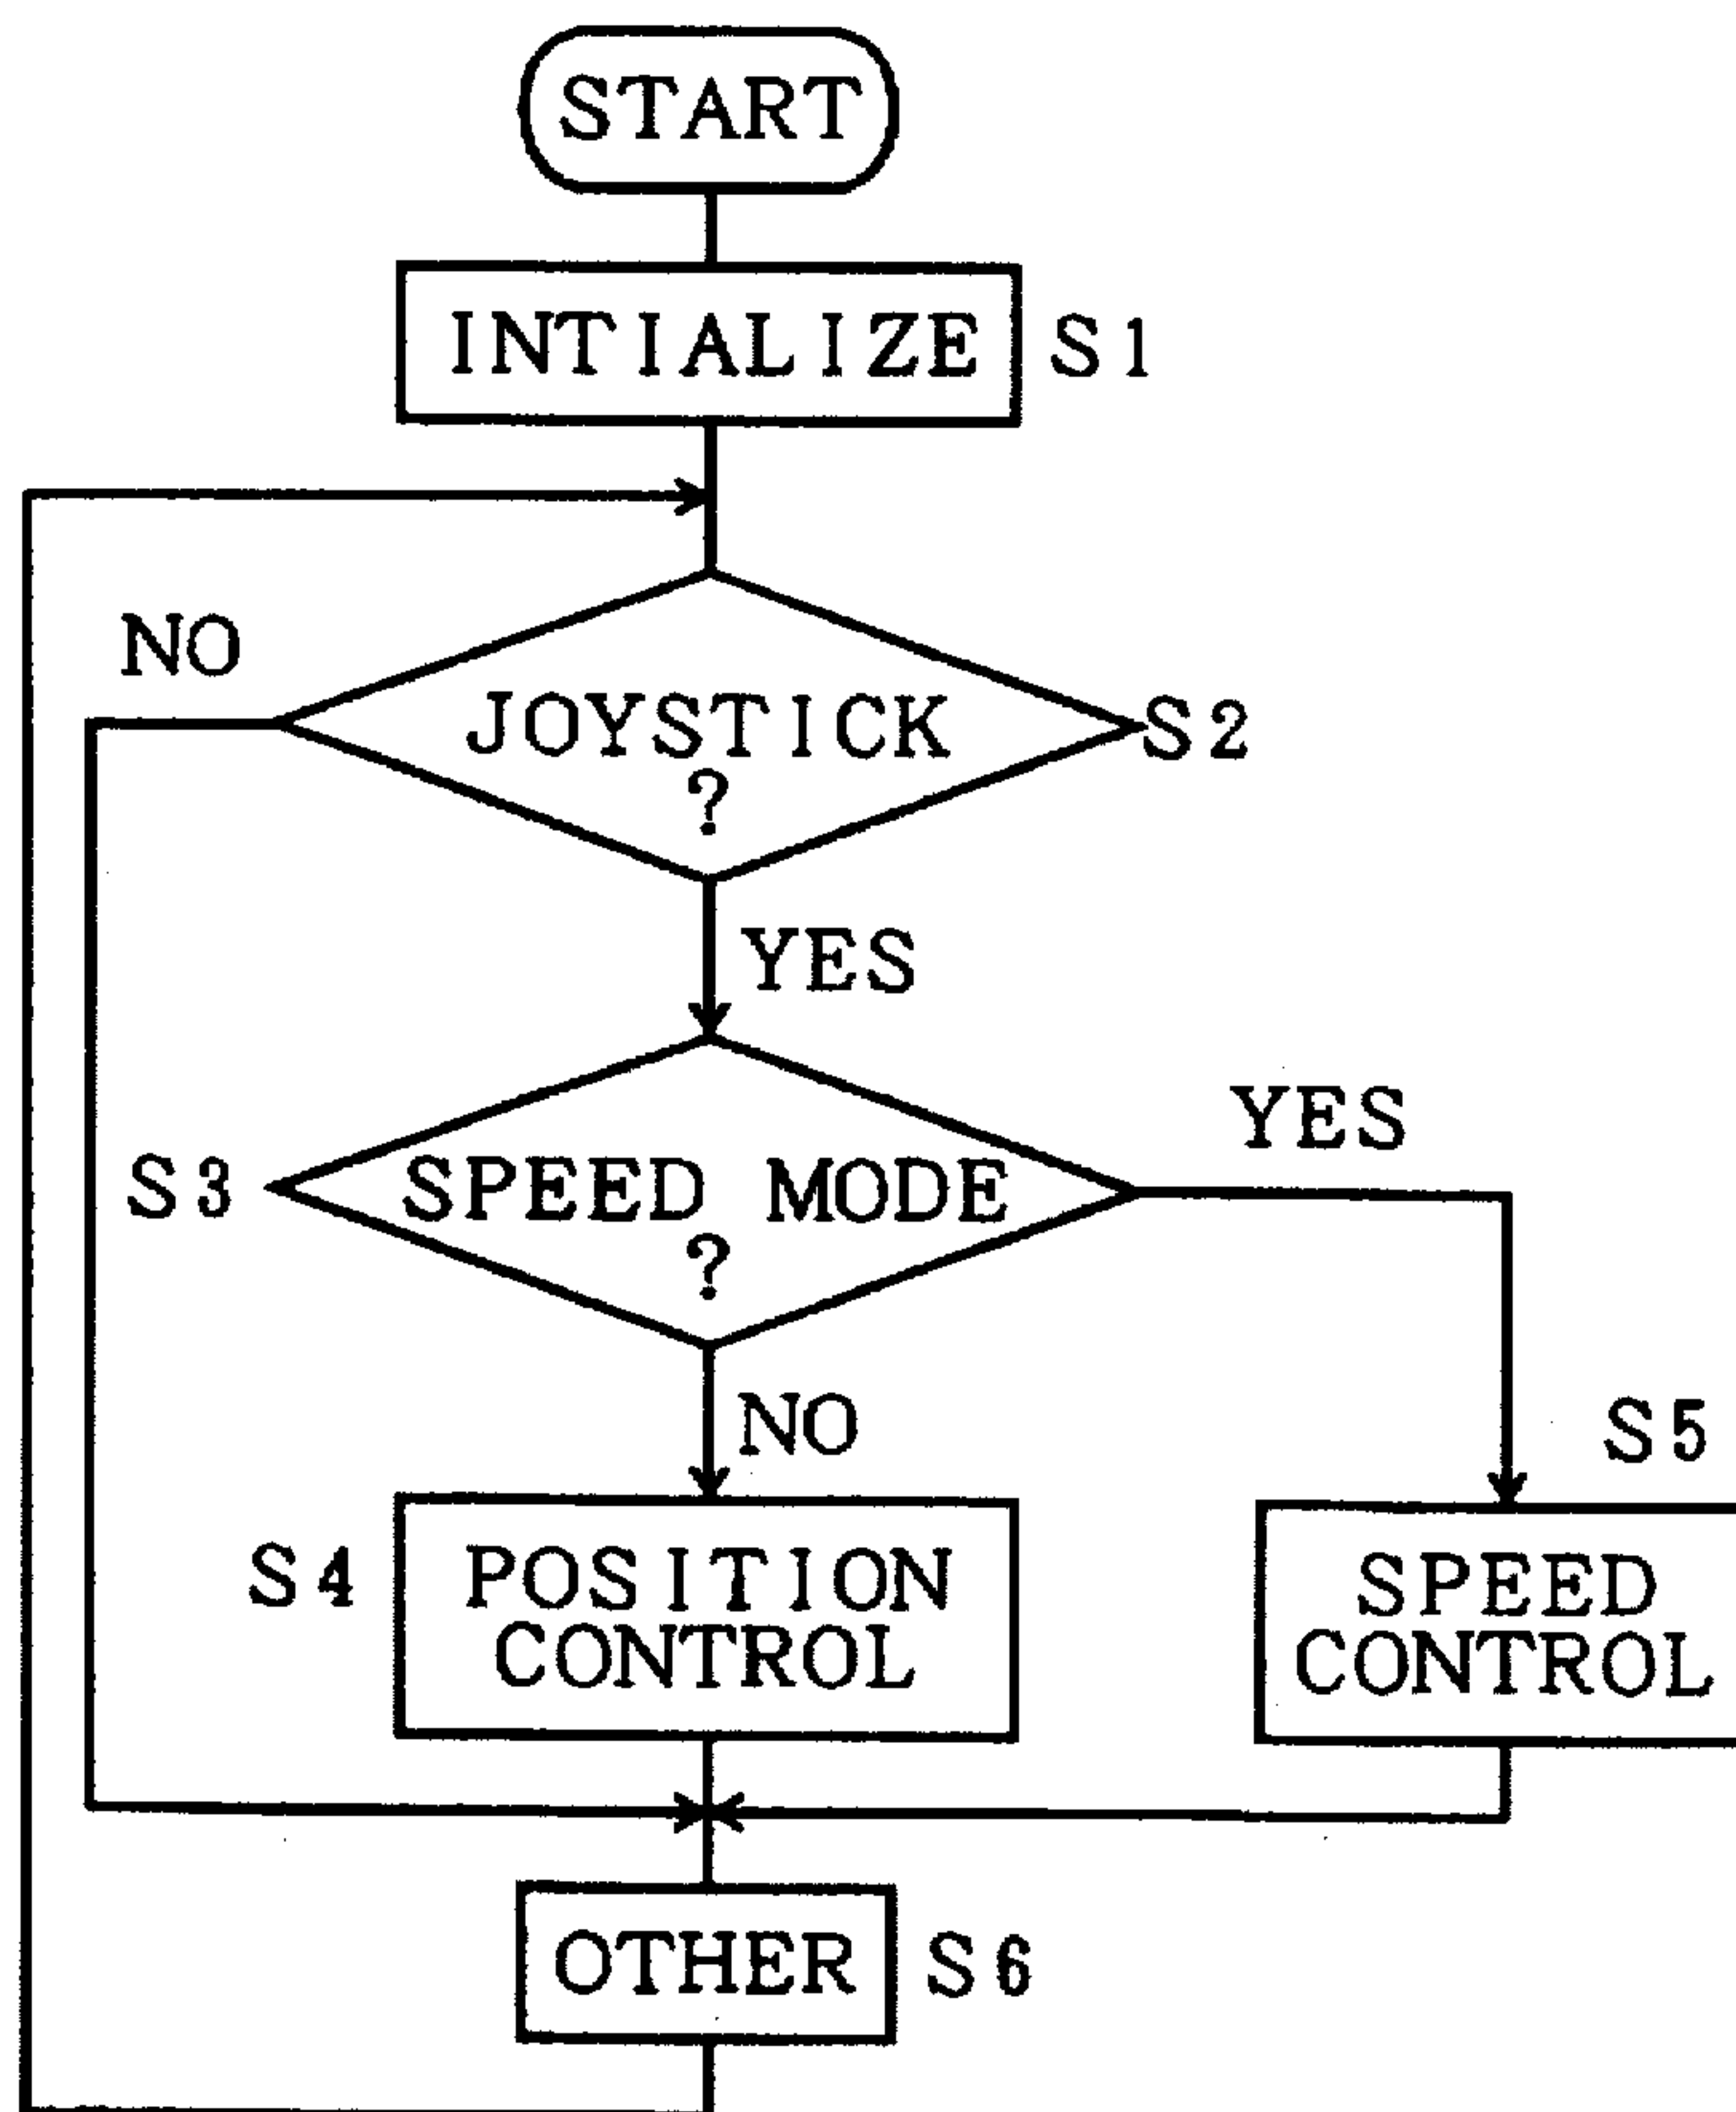 START
INTIALIZE S1
NO
JOYSTICK S2
?
YES
YES
S3 SPEED MODE
?
NO
S5
S4 POSITION
CONTROL
SPEED
CONTROL
OTHER S6